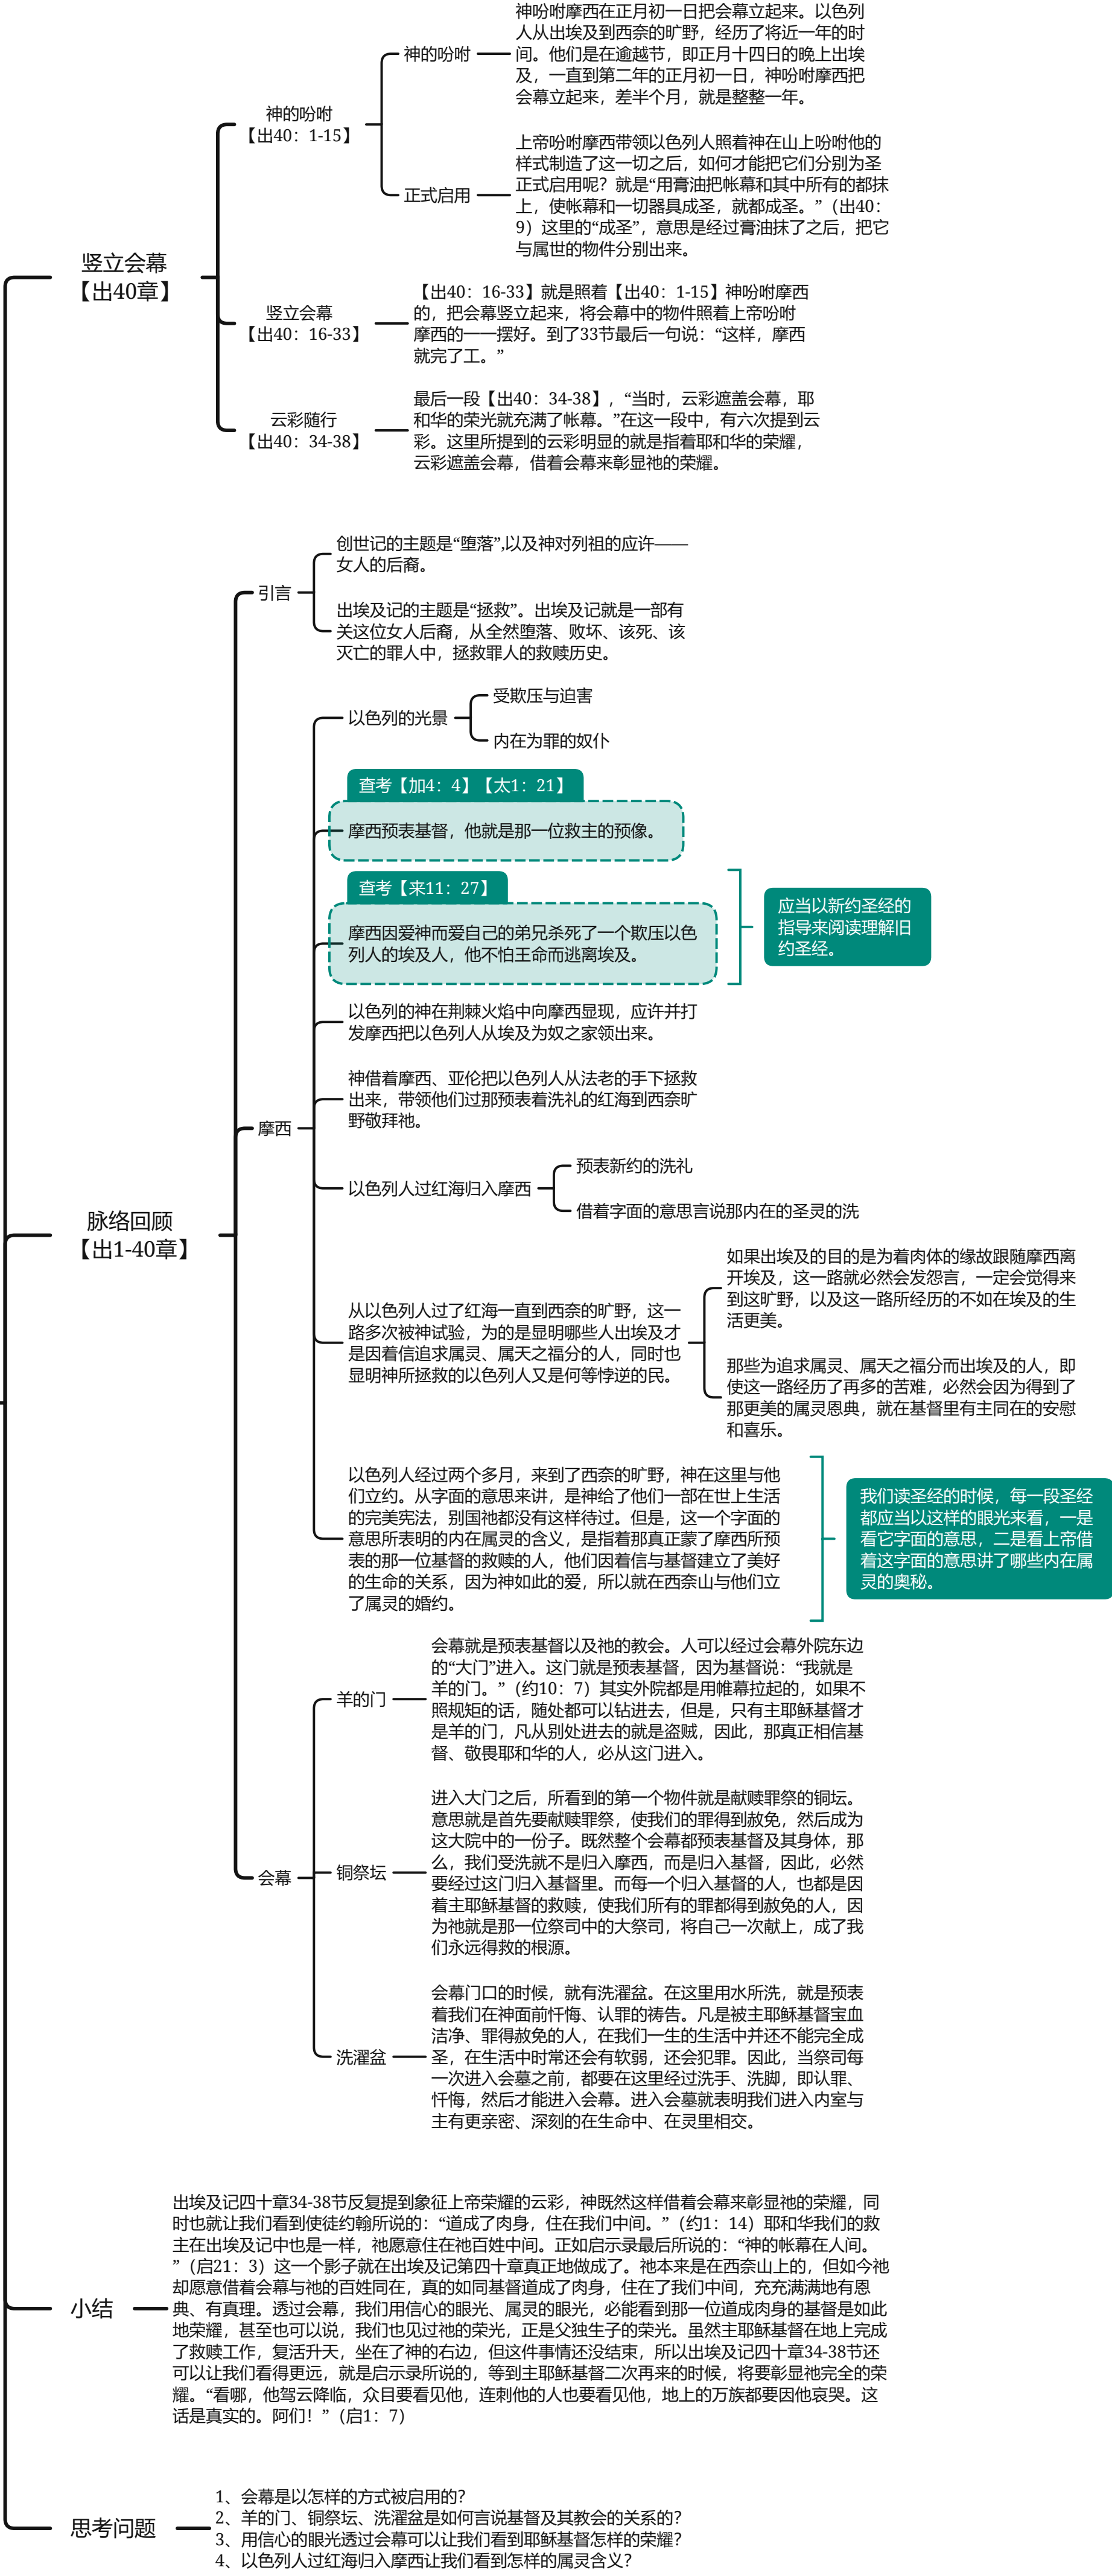 竖立会幕
【出40章】
神的吩咐
【出40：1-15】
神的吩咐
神吩咐摩西在正月初一日把会幕立起来。以色列
人从出埃及到西奈的旷野，经历了将近一年的时
间。他们是在逾越节，即正月十四日的晚上出埃
及，一直到第二年的正月初一日，神吩咐摩西把
会幕立起来，差半个月，就是整整一年。
正式启用
上帝吩咐摩西带领以色列人照着神在山上吩咐他的
样式制造了这一切之后，如何才能把它们分别为圣
正式启用呢？就是“用膏油把帐幕和其中所有的都抹
上，使帐幕和一切器具成圣，就都成圣。”（出40：
9）这里的“成圣”，意思是经过膏油抹了之后，把它
与属世的物件分别出来。
竖立会幕
【出40：16-33】
【出40：16-33】就是照着【出40：1-15】神吩咐摩西
的，把会幕竖立起来，将会幕中的物件照着上帝吩咐
摩西的一一摆好。到了33节最后一句说：“这样，摩西
就完了工。”
云彩随行
【出40：34-38】
最后一段【出40：34-38】，“当时，云彩遮盖会幕，耶
和华的荣光就充满了帐幕。”在这一段中，有六次提到云
彩。这里所提到的云彩明显的就是指着耶和华的荣耀，
云彩遮盖会幕，借着会幕来彰显祂的荣耀。
脉络回顾
【出1-40章】
引言
创世记的主题是“堕落”,以及神对列祖的应许——
女人的后裔。
出埃及记的主题是“拯救”。出埃及记就是一部有
关这位女人后裔，从全然堕落、败坏、该死、该
灭亡的罪人中，拯救罪人的救赎历史。
摩西
以色列的光景
受欺压与迫害
内在为罪的奴仆
查考【加4：4】【太1：21】
摩西预表基督，他就是那一位救主的预像。
查考【来11：27】
摩西因爱神而爱自己的弟兄杀死了一个欺压以色
列人的埃及人，他不怕王命而逃离埃及。
应当以新约圣经的
指导来阅读理解旧
约圣经。
以色列的神在荆棘火焰中向摩西显现，应许并打
发摩西把以色列人从埃及为奴之家领出来。
神借着摩西、亚伦把以色列人从法老的手下拯救
出来，带领他们过那预表着洗礼的红海到西奈旷
野敬拜祂。
以色列人过红海归入摩西
预表新约的洗礼
借着字面的意思言说那内在的圣灵的洗
从以色列人过了红海一直到西奈的旷野，这一
路多次被神试验，为的是显明哪些人出埃及才
是因着信追求属灵、属天之福分的人，同时也
显明神所拯救的以色列人又是何等悖逆的民。
如果出埃及的目的是为着肉体的缘故跟随摩西离
开埃及，这一路就必然会发怨言，一定会觉得来
到这旷野，以及这一路所经历的不如在埃及的生
活更美。
那些为追求属灵、属天之福分而出埃及的人，即
使这一路经历了再多的苦难，必然会因为得到了
那更美的属灵恩典，就在基督里有主同在的安慰
和喜乐。
以色列人经过两个多月，来到了西奈的旷野，神在这里与他
们立约。从字面的意思来讲，是神给了他们一部在世上生活
的完美宪法，别国祂都没有这样待过。但是，这一个字面的
意思所表明的内在属灵的含义，是指着那真正蒙了摩西所预
表的那一位基督的救赎的人，他们因着信与基督建立了美好
的生命的关系，因为神如此的爱，所以就在西奈山与他们立
了属灵的婚约。
我们读圣经的时候，每一段圣经
都应当以这样的眼光来看，一是
看它字面的意思，二是看上帝借
着这字面的意思讲了哪些内在属
灵的奥秘。
会幕
羊的门
会幕就是预表基督以及祂的教会。人可以经过会幕外院东边
的“大门”进入。这门就是预表基督，因为基督说：“我就是
羊的门。”（约10：7）其实外院都是用帷幕拉起的，如果不
照规矩的话，随处都可以钻进去，但是，只有主耶稣基督才
是羊的门，凡从别处进去的就是盗贼，因此，那真正相信基
督、敬畏耶和华的人，必从这门进入。
铜祭坛
进入大门之后，所看到的第一个物件就是献赎罪祭的铜坛。
意思就是首先要献赎罪祭，使我们的罪得到赦免，然后成为
这大院中的一份子。既然整个会幕都预表基督及其身体，那
么，我们受洗就不是归入摩西，而是归入基督，因此，必然
要经过这门归入基督里。而每一个归入基督的人，也都是因
着主耶稣基督的救赎，使我们所有的罪都得到赦免的人，因
为祂就是那一位祭司中的大祭司，将自己一次献上，成了我
们永远得救的根源。
洗濯盆
会幕门口的时候，就有洗濯盆。在这里用水所洗，就是预表
着我们在神面前忏悔、认罪的祷告。凡是被主耶稣基督宝血
洁净、罪得赦免的人，在我们一生的生活中并还不能完全成
圣，在生活中时常还会有软弱，还会犯罪。因此，当祭司每
一次进入会墓之前，都要在这里经过洗手、洗脚，即认罪、
忏悔，然后才能进入会幕。进入会墓就表明我们进入内室与
主有更亲密、深刻的在生命中、在灵里相交。
小结
出埃及记四十章34-38节反复提到象征上帝荣耀的云彩，神既然这样借着会幕来彰显祂的荣耀，同
时也就让我们看到使徒约翰所说的：“道成了肉身，住在我们中间。”（约1：14）耶和华我们的救
主在出埃及记中也是一样，祂愿意住在祂百姓中间。正如启示录最后所说的：“神的帐幕在人间。
”（启21：3）这一个影子就在出埃及记第四十章真正地做成了。祂本来是在西奈山上的，但如今祂
却愿意借着会幕与祂的百姓同在，真的如同基督道成了肉身，住在了我们中间，充充满满地有恩
典、有真理。透过会幕，我们用信心的眼光、属灵的眼光，必能看到那一位道成肉身的基督是如此
地荣耀，甚至也可以说，我们也见过祂的荣光，正是父独生子的荣光。虽然主耶稣基督在地上完成
了救赎工作，复活升天，坐在了神的右边，但这件事情还没结束，所以出埃及记四十章34-38节还
可以让我们看得更远，就是启示录所说的，等到主耶稣基督二次再来的时候，将要彰显祂完全的荣
耀。“看哪，他驾云降临，众目要看见他，连刺他的人也要看见他，地上的万族都要因他哀哭。这
话是真实的。阿们！”（启1：7）
思考问题
1、会幕是以怎样的方式被启用的？
2、羊的门、铜祭坛、洗濯盆是如何言说基督及其教会的关系的？
3、用信心的眼光透过会幕可以让我们看到耶稣基督怎样的荣耀？
4、以色列人过红海归入摩西让我们看到怎样的属灵含义？